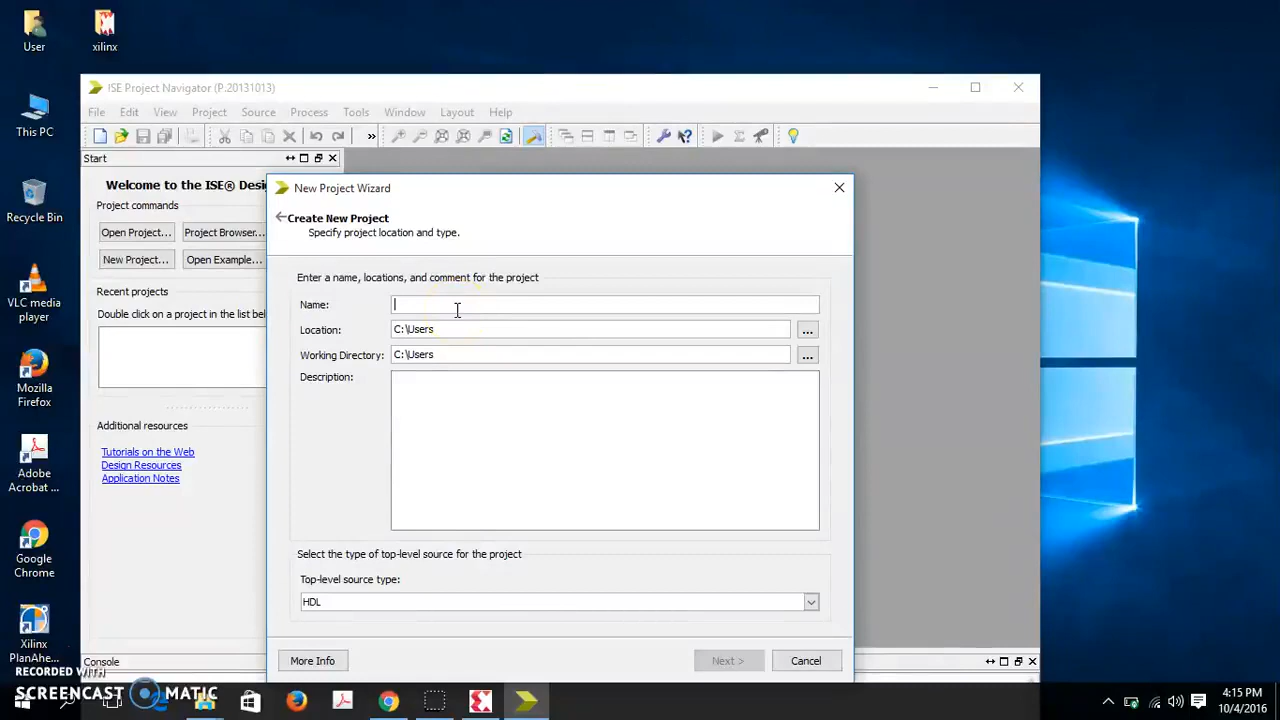 User
xilinx
This PC
Recycle Bin
VLC media
player
Mozilla
Firefox
Adobe
Acrobat ...
Google
Chrome
Xilinx
PlanAhe...
ISE Project Navigator (P.20131013)
File Edit View Project Source Process Tools Window Layout Help
»
Start
Welcome to the ISE® Desi
Project commands
Open Project... Project Browser...
New Project... Open Example...
Recent projects
Double click on a project in the list belo
Additional resources
Tutorials on the Web
Design Resources
Application Notes
Console
New Project Wizard
Create New Project
Specify project location and type.
Enter a name, locations, and comment for the project
Name:
Location: C:\Users ...
Working Directory: C:\Users ...
Description:
Select the type of top-level source for the project
Top-level source type:
HDL
More Info Next > Cancel
RECORDED WITH
SCREENCAST MATIC
4:15 PM
10/4/2016